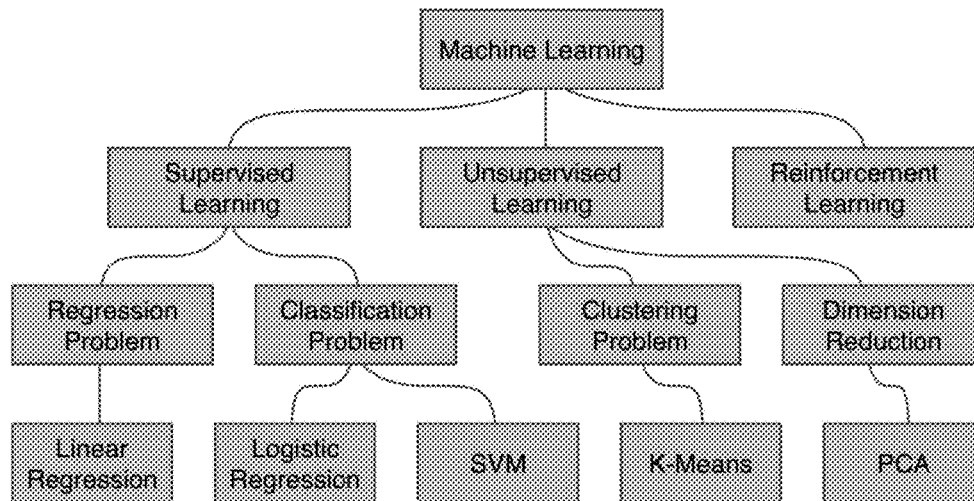 Machine Learning
Supervised
Learning
Unsupervised
Learning
Reinforcement
Learning
Regression
Problem
Classification
Problem
Clustering
Problem
Dimension
Reduction
Linear
Regression
Logistic
Regression
SVM
K-Means
PCA